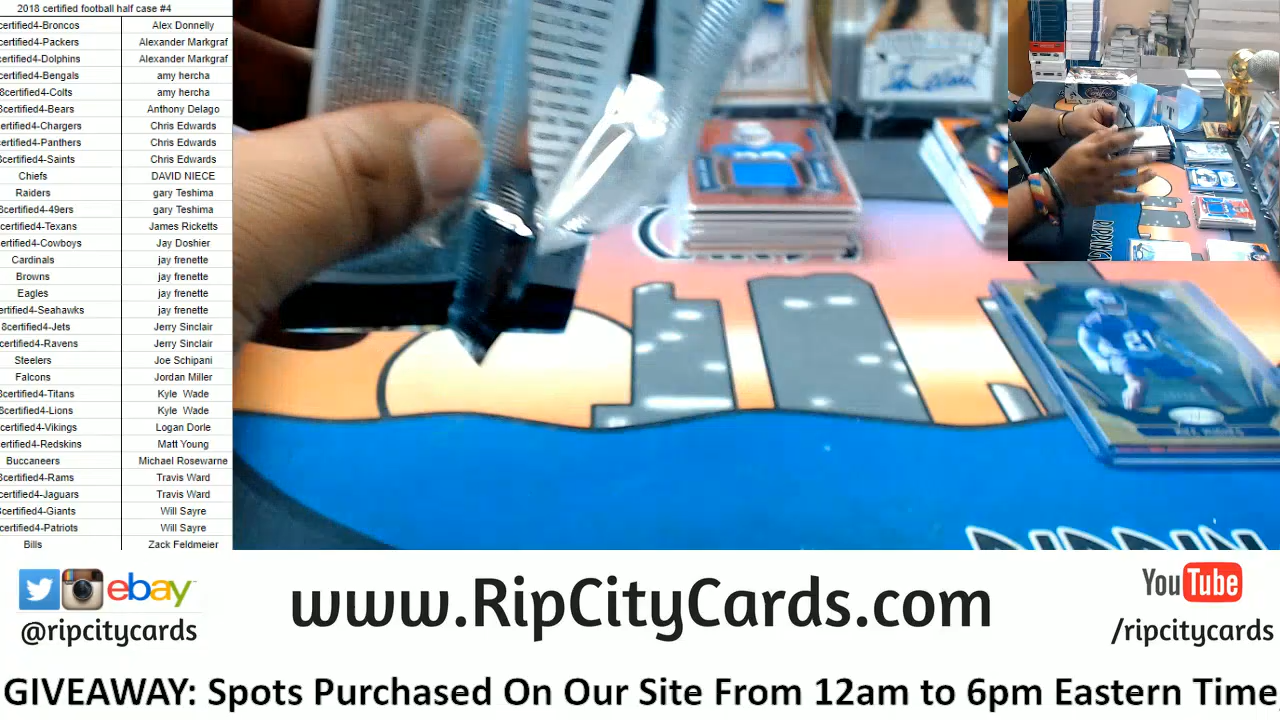 2018 certified football half case #4
certified4-Broncos Alex Donnelly
certified4-Packers Alexander Markgraf
certified4-Dolphins Alexander Markgraf
certified4-Bengals amy hercha
8certified4-Colts amy hercha
8certified4-Bears Anthony Delago
certified4-Chargers Chris Edwards
certified4-Panthers Chris Edwards
8certified4-Saints Chris Edwards
Chiefs DAVID NIECE
Raiders gary Teshima
8certified4-49ers gary Teshima
certified4-Texans James Ricketts
certified4-Cowboys Jay Doshier
Cardinals jay frenette
Browns jay frenette
Eagles jay frenette
certified4-Seahawks jay frenette
8certified4-Jets Jerry Sinclair
certified4-Ravens Jerry Sinclair
Steelers Joe Schipani
Falcons Jordan Miller
8certified4-Titans Kyle Wade
8certified4-Lions Kyle Wade
certified4-Vikings Logan Dorle
ertified4-Redskins Matt Young
Buccaneers Michael Rosewarne
8certified4-Rams Travis Ward
certified4-Jaguars Travis Ward
8certified4-Giants Will Sayre
certified4-Patriots Will Sayre
Bills Zack Feldmeier
21
RIPPIN
ebay
@ripcitycards
www.RipCityCards.com
YouTube
/ripcitycards
GIVEAWAY: Spots Purchased On Our Site From 12am to 6pm Eastern Time